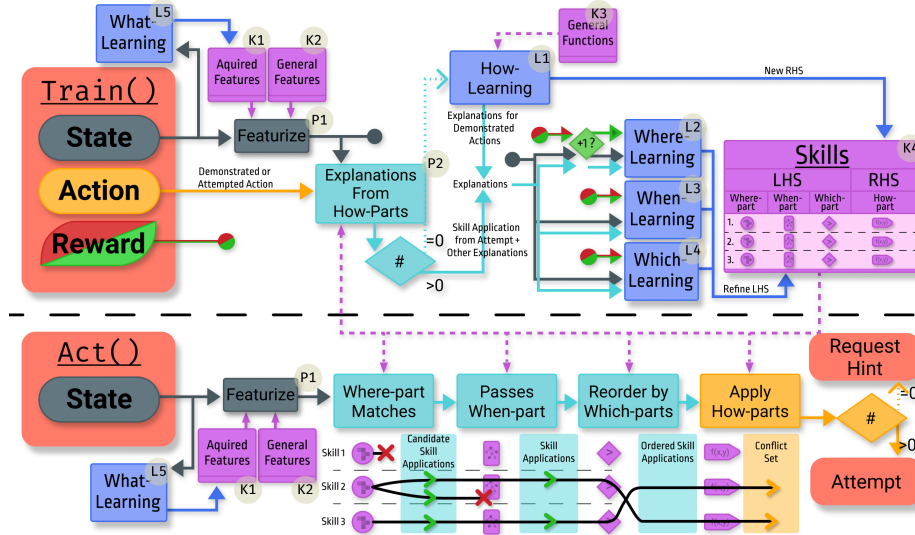 What-
Learning
L5
K1
K2
Aquired
Features
General
Features
K3
General
Functions
L1
How-
Learning
New RHS
Train()
State
Action
Reward
Featurize
P1
Demonstrated or
Attempted Action
P2
Explanations
From
How-Parts
#
=0
>0
Explanations for
Demonstrated
Actions
Explanations
Skill Application
from Attempt +
Other Explanations
+1?
L2
Where-
Learning
L3
When-
Learning
L4
Which-
Learning
Refine LHS
K4
Skills
LHS
RHS
Where-
part
When-
part
Which-
part
How-
part
1.
f(x)
2.
f(x)
3.
f(x)
Act()
State
Featurize
P1
Aquired
Features
General
Features
K1
K2
What-
Learning
L5
Where-part
Matches
Passes
When-part
Reorder by
Which-parts
Apply
How-parts
#
=0
>0
Request
Hint
Attempt
Candidate
Skill
Applications
Skill
Applications
Ordered Skill
Applications
Conflict
Set
Skill 1
>
f(x,y)
Skill 2
Skill 3